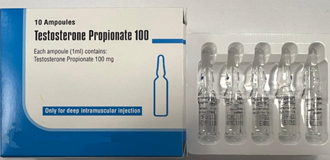 10 Ampoules
Testosterone Propionate 100
Each ampoule (1ml) contains:
Testosterone Propionate 100 mg
Only for deep intramuscular injection